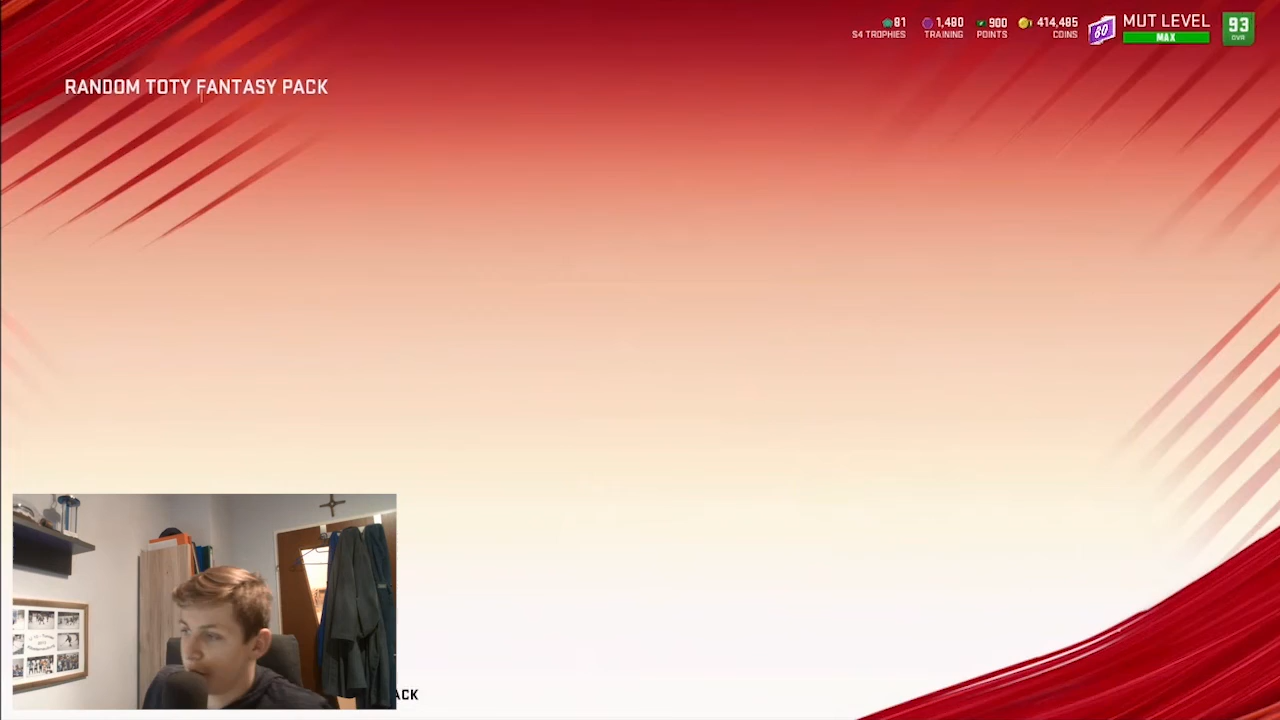 81
S4 TROPHIES
1,480
TRAINING
900
POINTS
414,485
COINS
80
MUT LEVEL
MAX
93
OVR
RANDOM TOTY FANTASY PACK
ACK